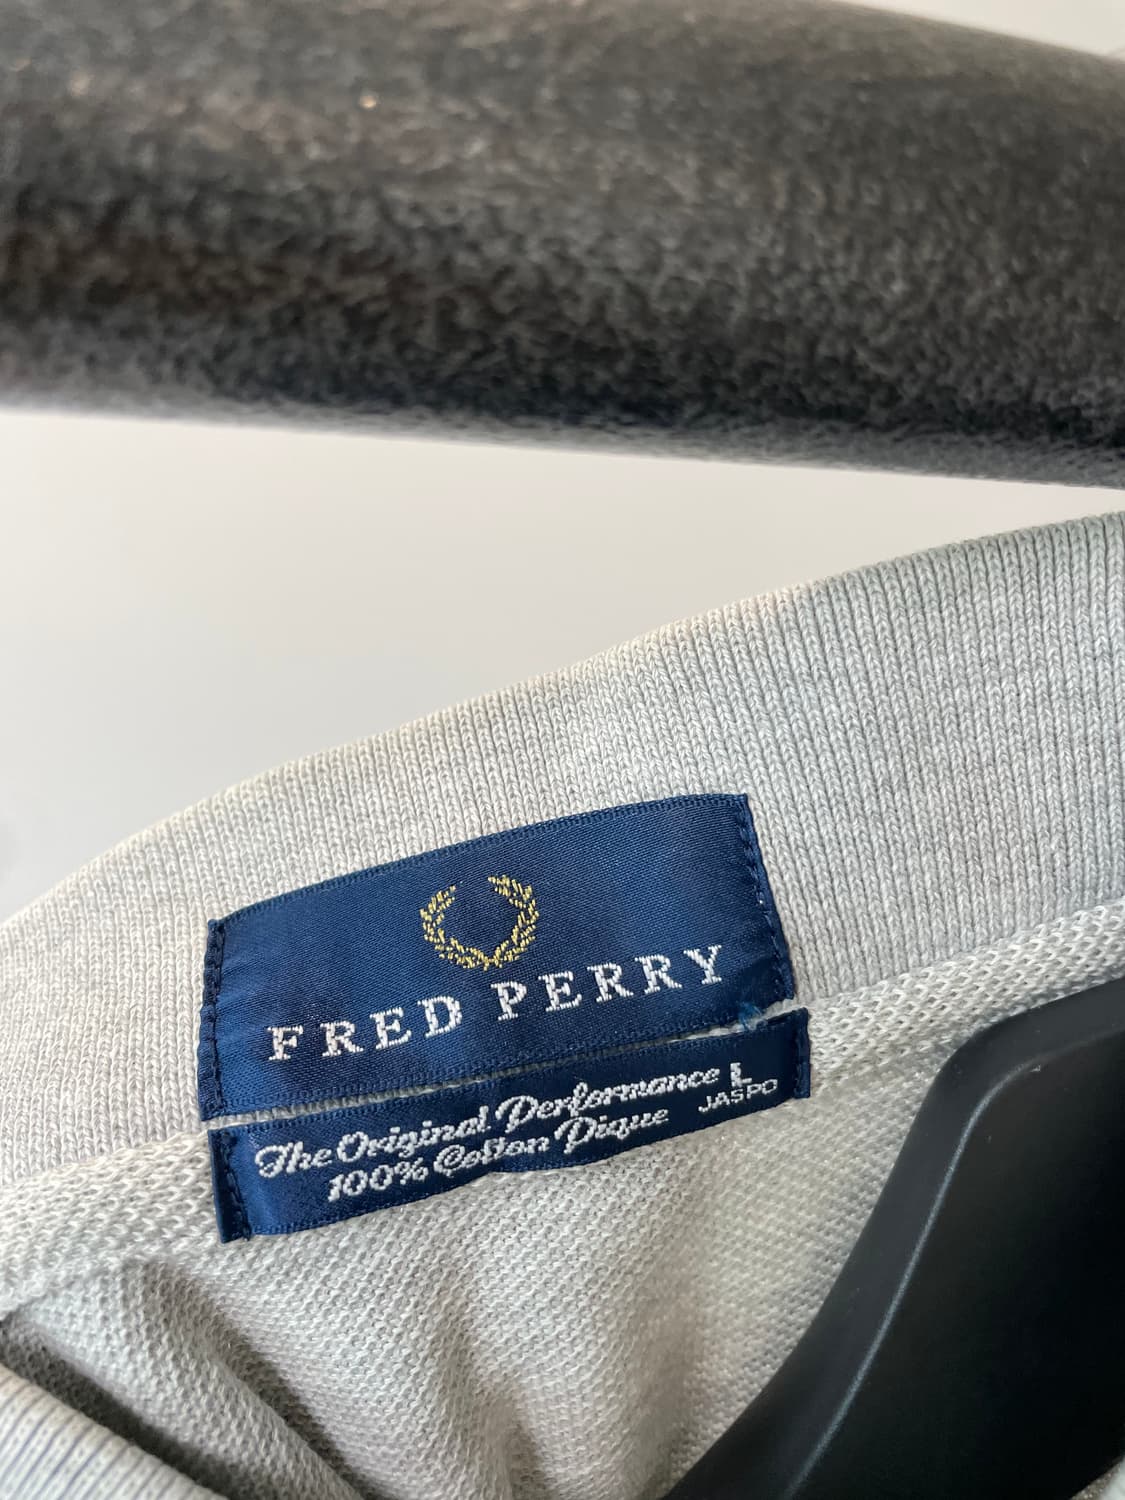 FRED PERRY
The Original Performance L
100% Cotton Pique JASPO